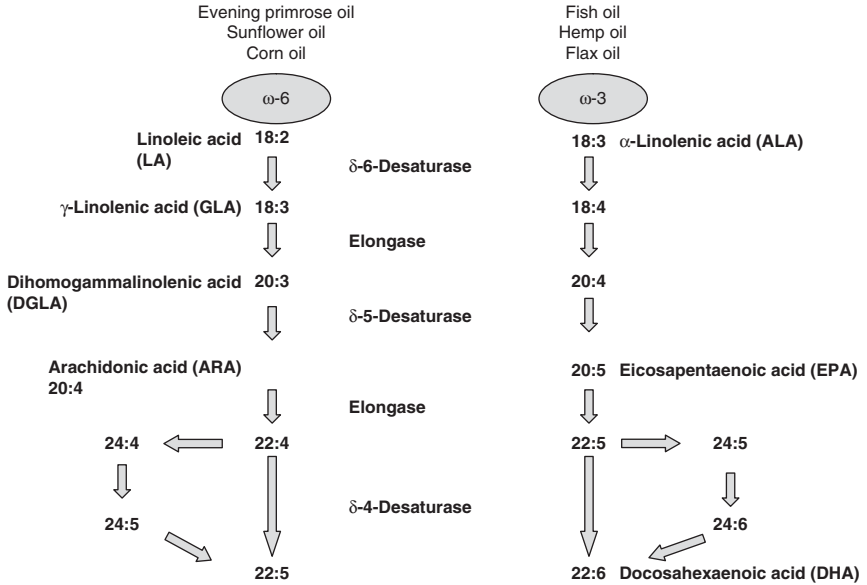 Evening primrose oil
Sunflower oil
Corn oil
Fish oil
Hemp oil
Flax oil
ω-6
ω-3
Linoleic acid 18:2
(LA)
18:3 α-Linolenic acid (ALA)
δ-6-Desaturase
γ-Linolenic acid (GLA) 18:3
18:4
Elongase
Dihomogammalinolenic acid 20:3
(DGLA)
20:4
δ-5-Desaturase
Arachidonic acid (ARA)
20:4
20:5 Eicosapentaenoic acid (EPA)
Elongase
24:4 22:4
22:5 24:5
δ-4-Desaturase
24:5
24:6
22:5
22:6 Docosahexaenoic acid (DHA)